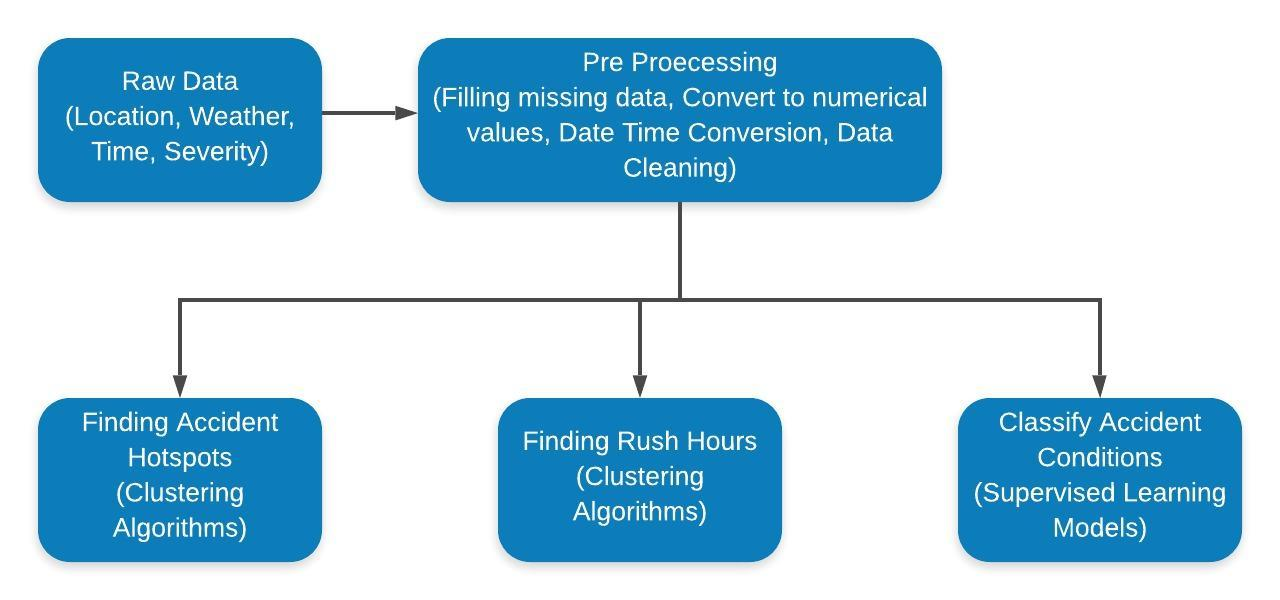 Raw Data
(Location, Weather,
Time, Severity)
Pre Proecessing
(Filling missing data, Convert to numerical
values, Date Time Conversion, Data
Cleaning)
Finding Accident
Hotspots
(Clustering
Algorithms)
Finding Rush Hours
(Clustering
Algorithms)
Classify Accident
Conditions
(Supervised Learning
Models)